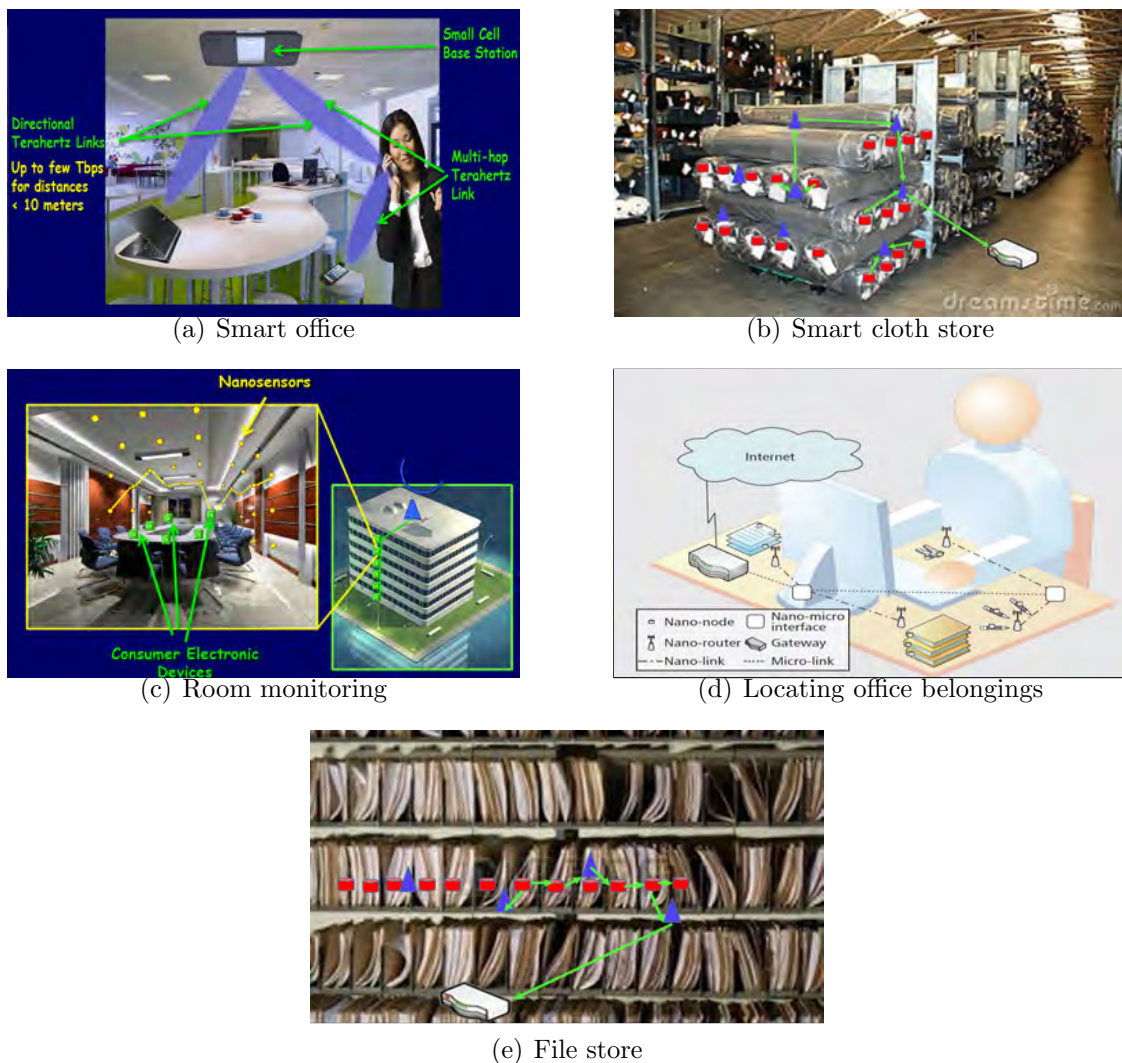 Small Cell
Base Station
Directional
Terahertz Links
Up to few Tbps
for distances
< 10 meters
Multi-hop
Terahertz
Link
dreamstime.com
(a) Smart office
(b) Smart cloth store
Nanosensors
Consumer Electronic
Devices
Internet
Nano-node
Nano-micro
interface
Nano-router
Gateway
Nano-link
Micro-link
(c) Room monitoring
(d) Locating office belongings
(e) File store